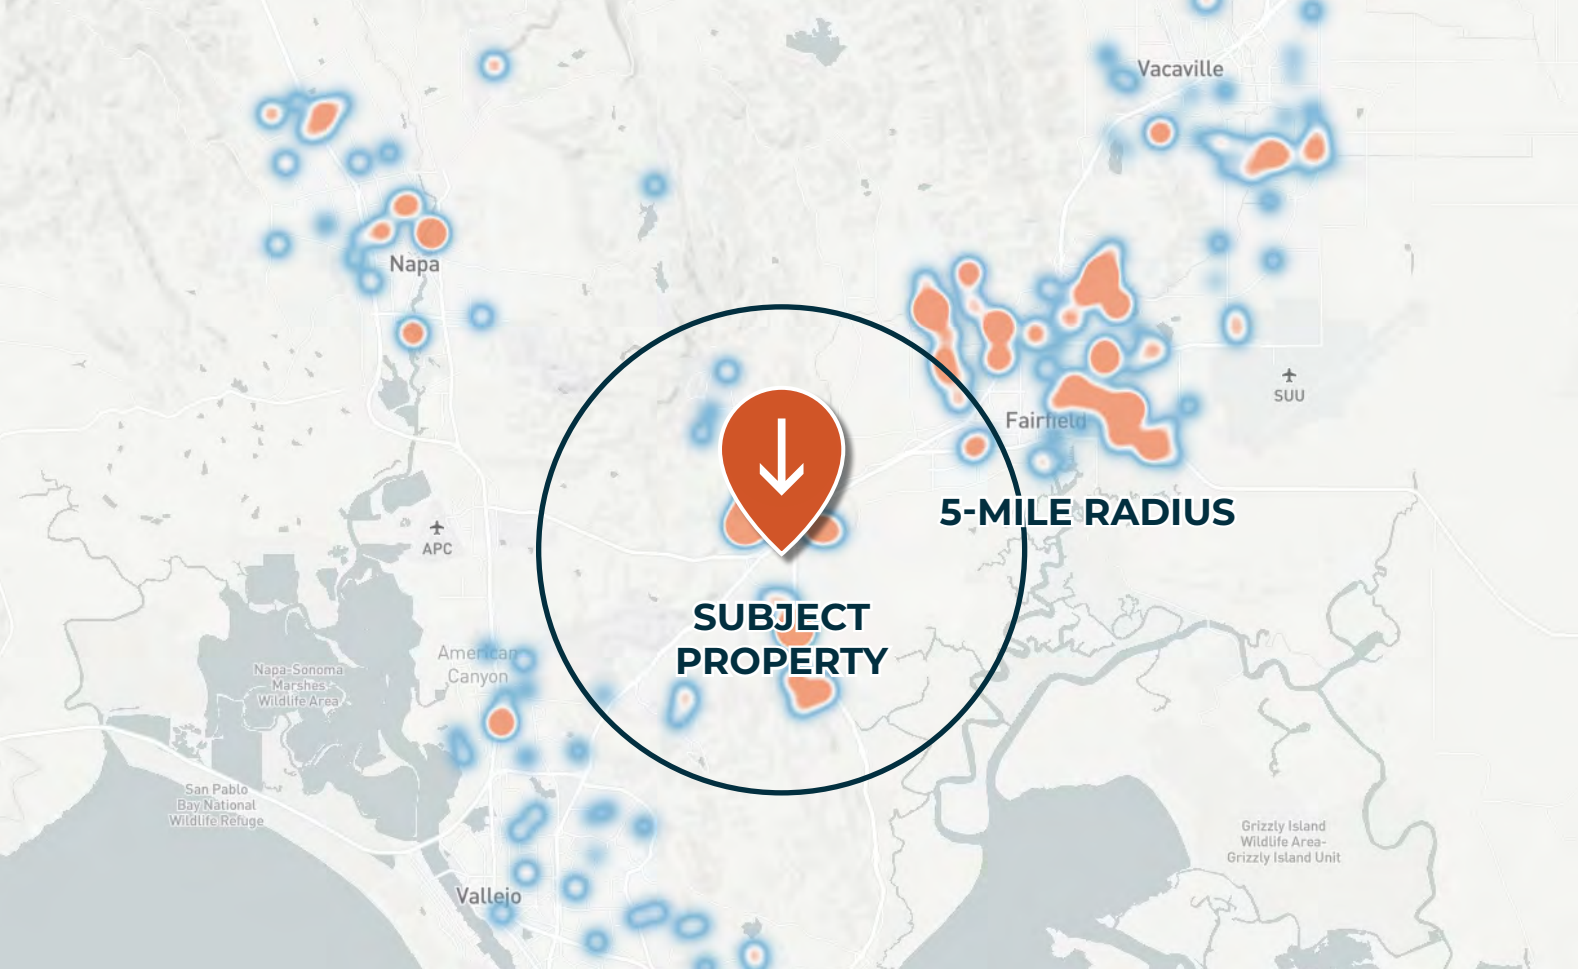 Vacaville
Napa
SUU
Fairfield
5-MILE RADIUS
APC
SUBJECT
PROPERTY
American
Canyon
Napa-Sonoma
Marshes
Wildlife Area
San Pablo
Bay National
Wildlife Refuge
Grizzly Island
Wildlife Area-
Grizzly Island Unit
Vallejo